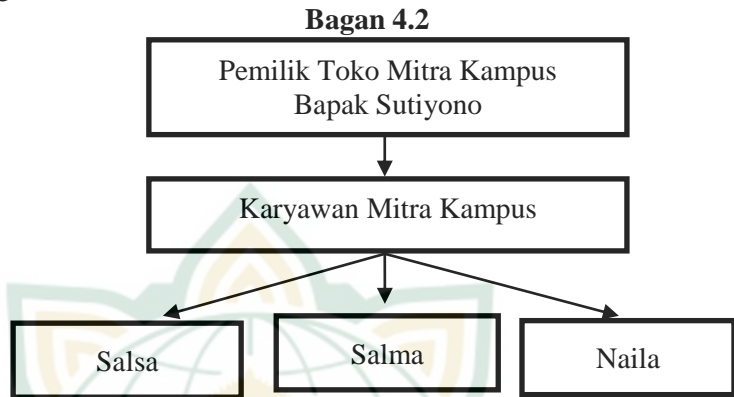 Bagan 4.2
Pemilik Toko Mitra Kampus
Bapak Sutiyono
Karyawan Mitra Kampus
Salsa
Salma
Naila